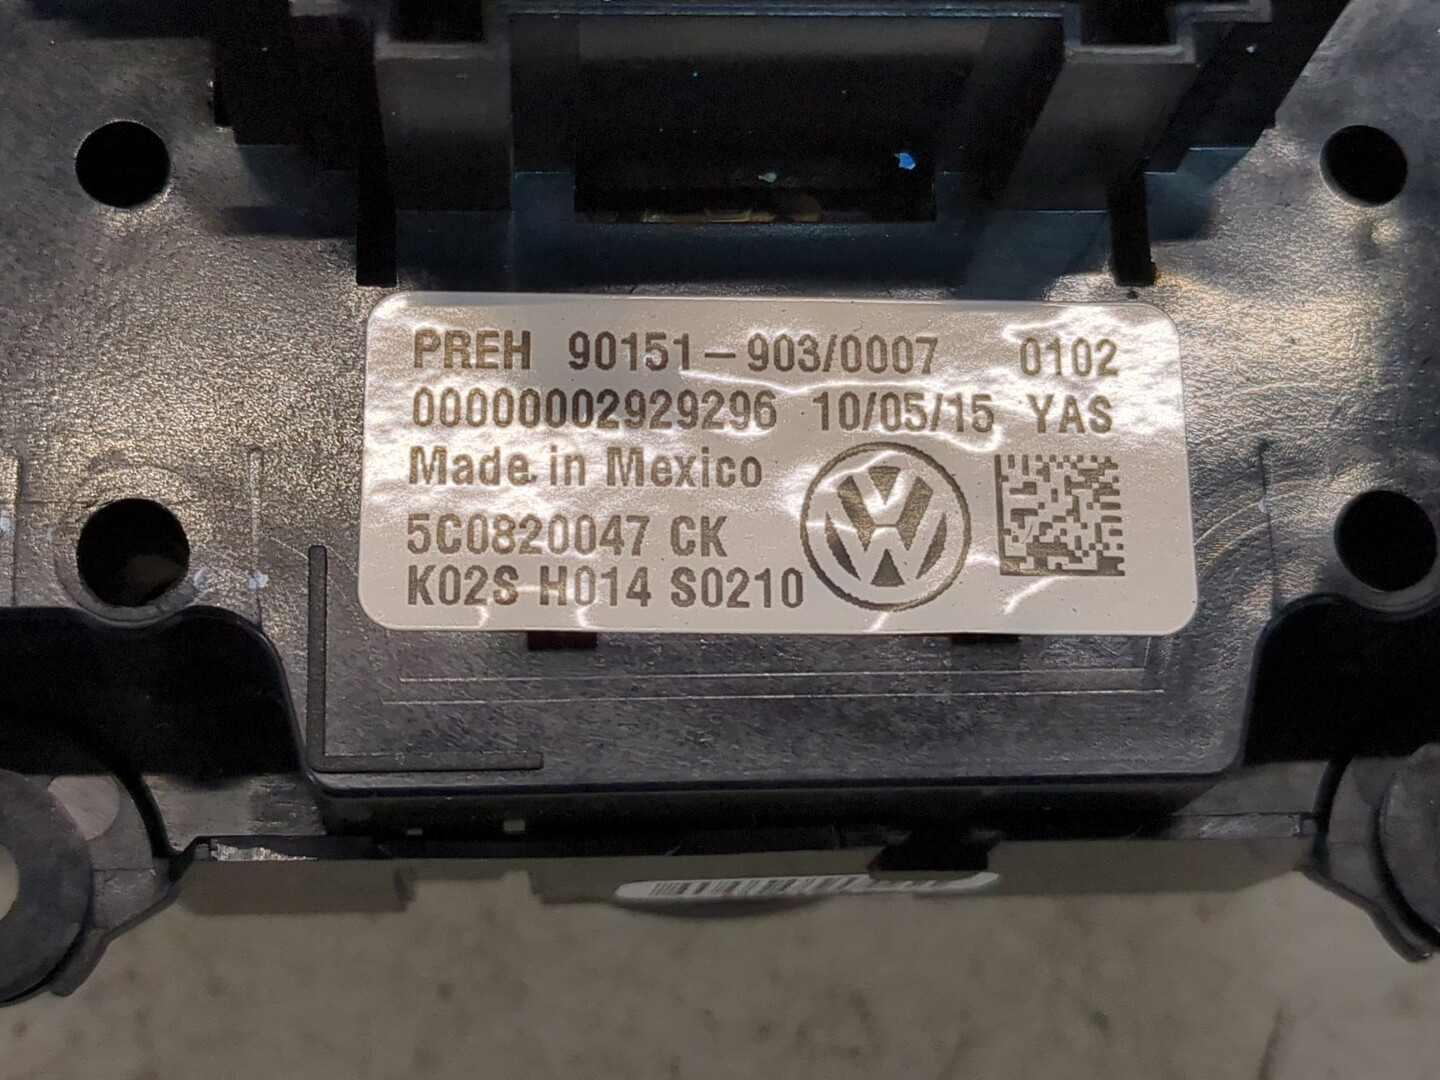 PREH 90151-903/0007 0102
00000002929296 10/05/15 YAS
Made in Mexico
5C0820047 CK
K02S H014 S0210